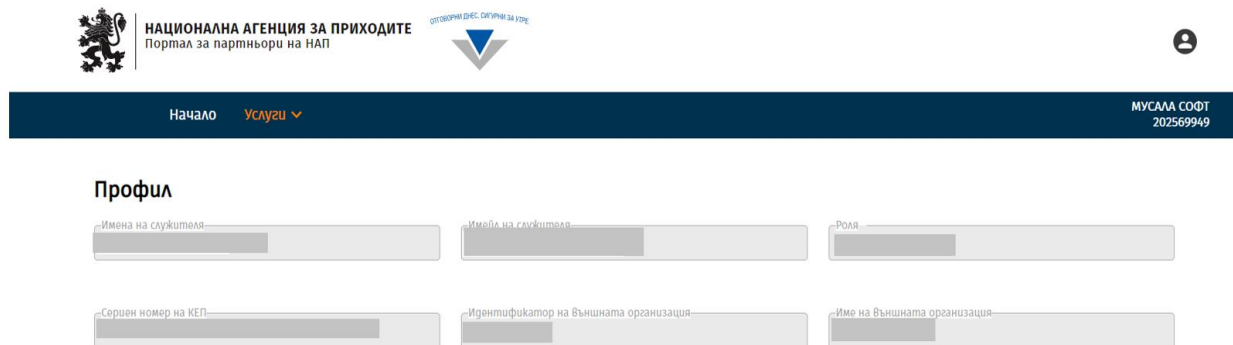 НАЦИОНАЛНА АГЕНЦИЯ ЗА ПРИХОДИТЕ
Портал за партньори на НАП
ОТГОВОРНИ ДНЕС, СИГУРНИ ЗА УТРЕ
Начало Услуги
МУСАЛА СОФТ
202569949
Профил
Имена на служителя
Имейл на служителя
Роля
Сериен номер на КЕП
Идентификатор на външната организация
Име на външната организация